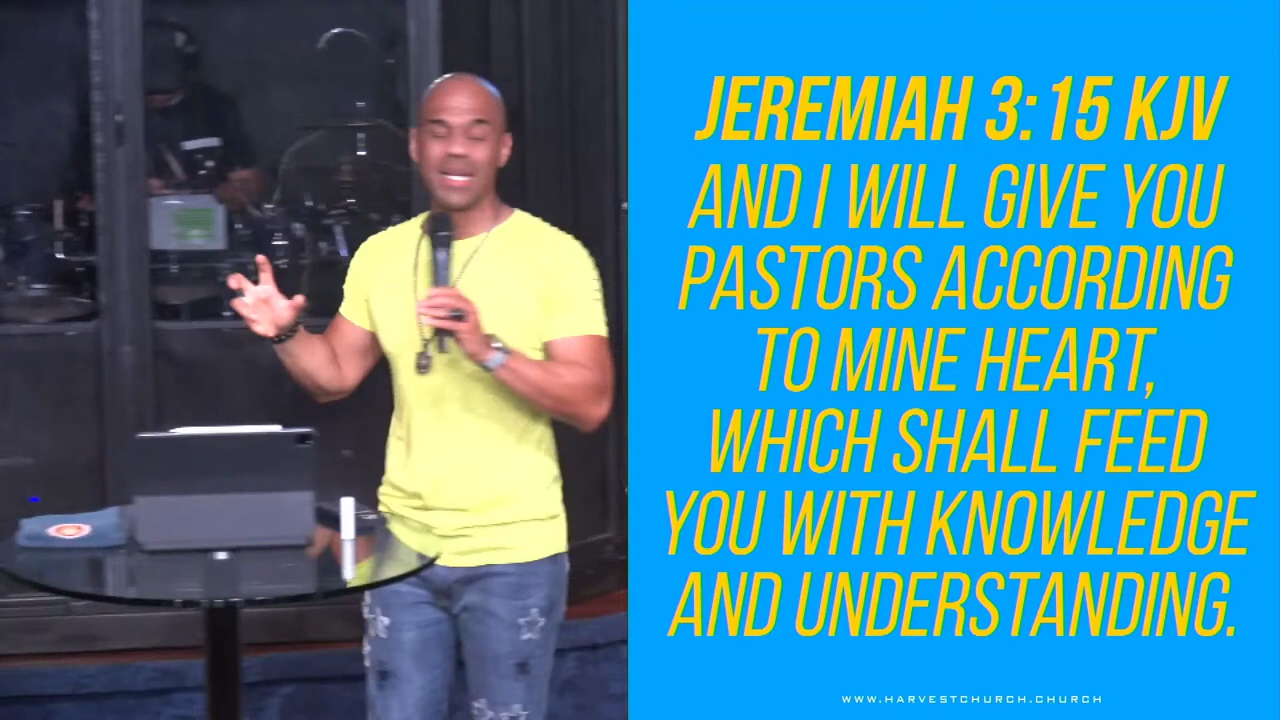 JEREMIAH 3:15 KJV
AND I WILL GIVE YOU
PASTORS ACCORDING
TO MINE HEART,
WHICH SHALL FEED
YOU WITH KNOWLEDGE
AND UNDERSTANDING.
WWW.HARVESTCHURCH.CHURCH